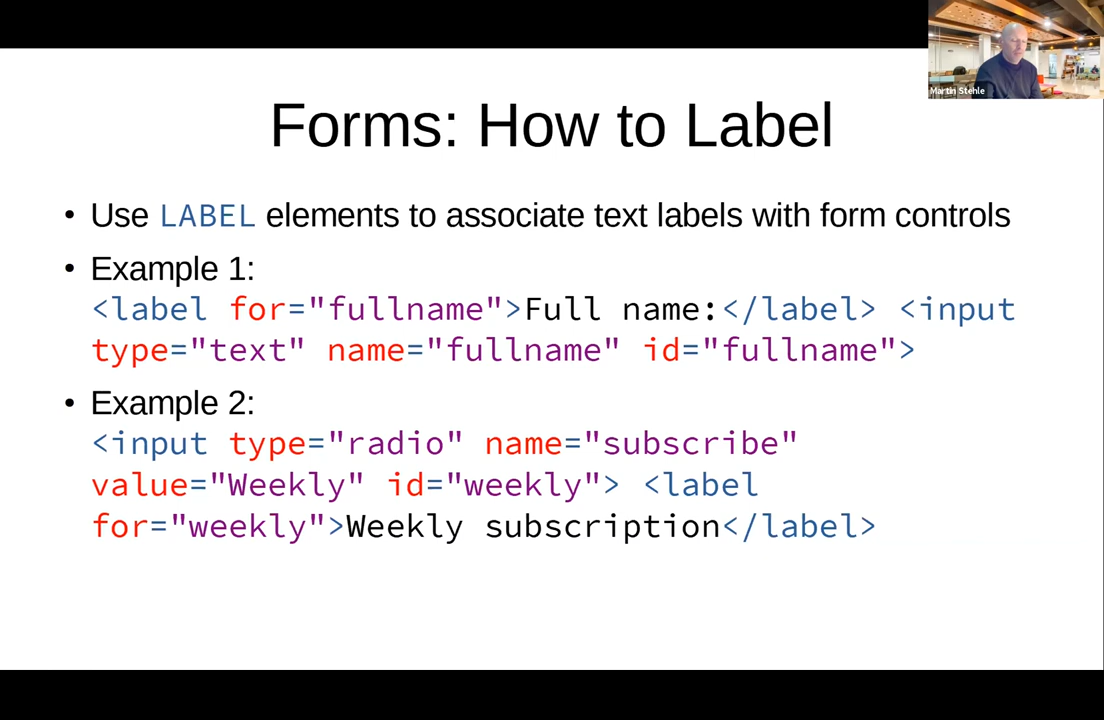 Martin Stehle
Forms: How to Label
• Use LABEL elements to associate text labels with form controls
• Example 1:
<label for="fullname">Full name:</label> <input
type="text" name="fullname" id="fullname">
• Example 2:
<input type="radio" name="subscribe"
value="Weekly" id="weekly"> <label
for="weekly">Weekly subscription</label>